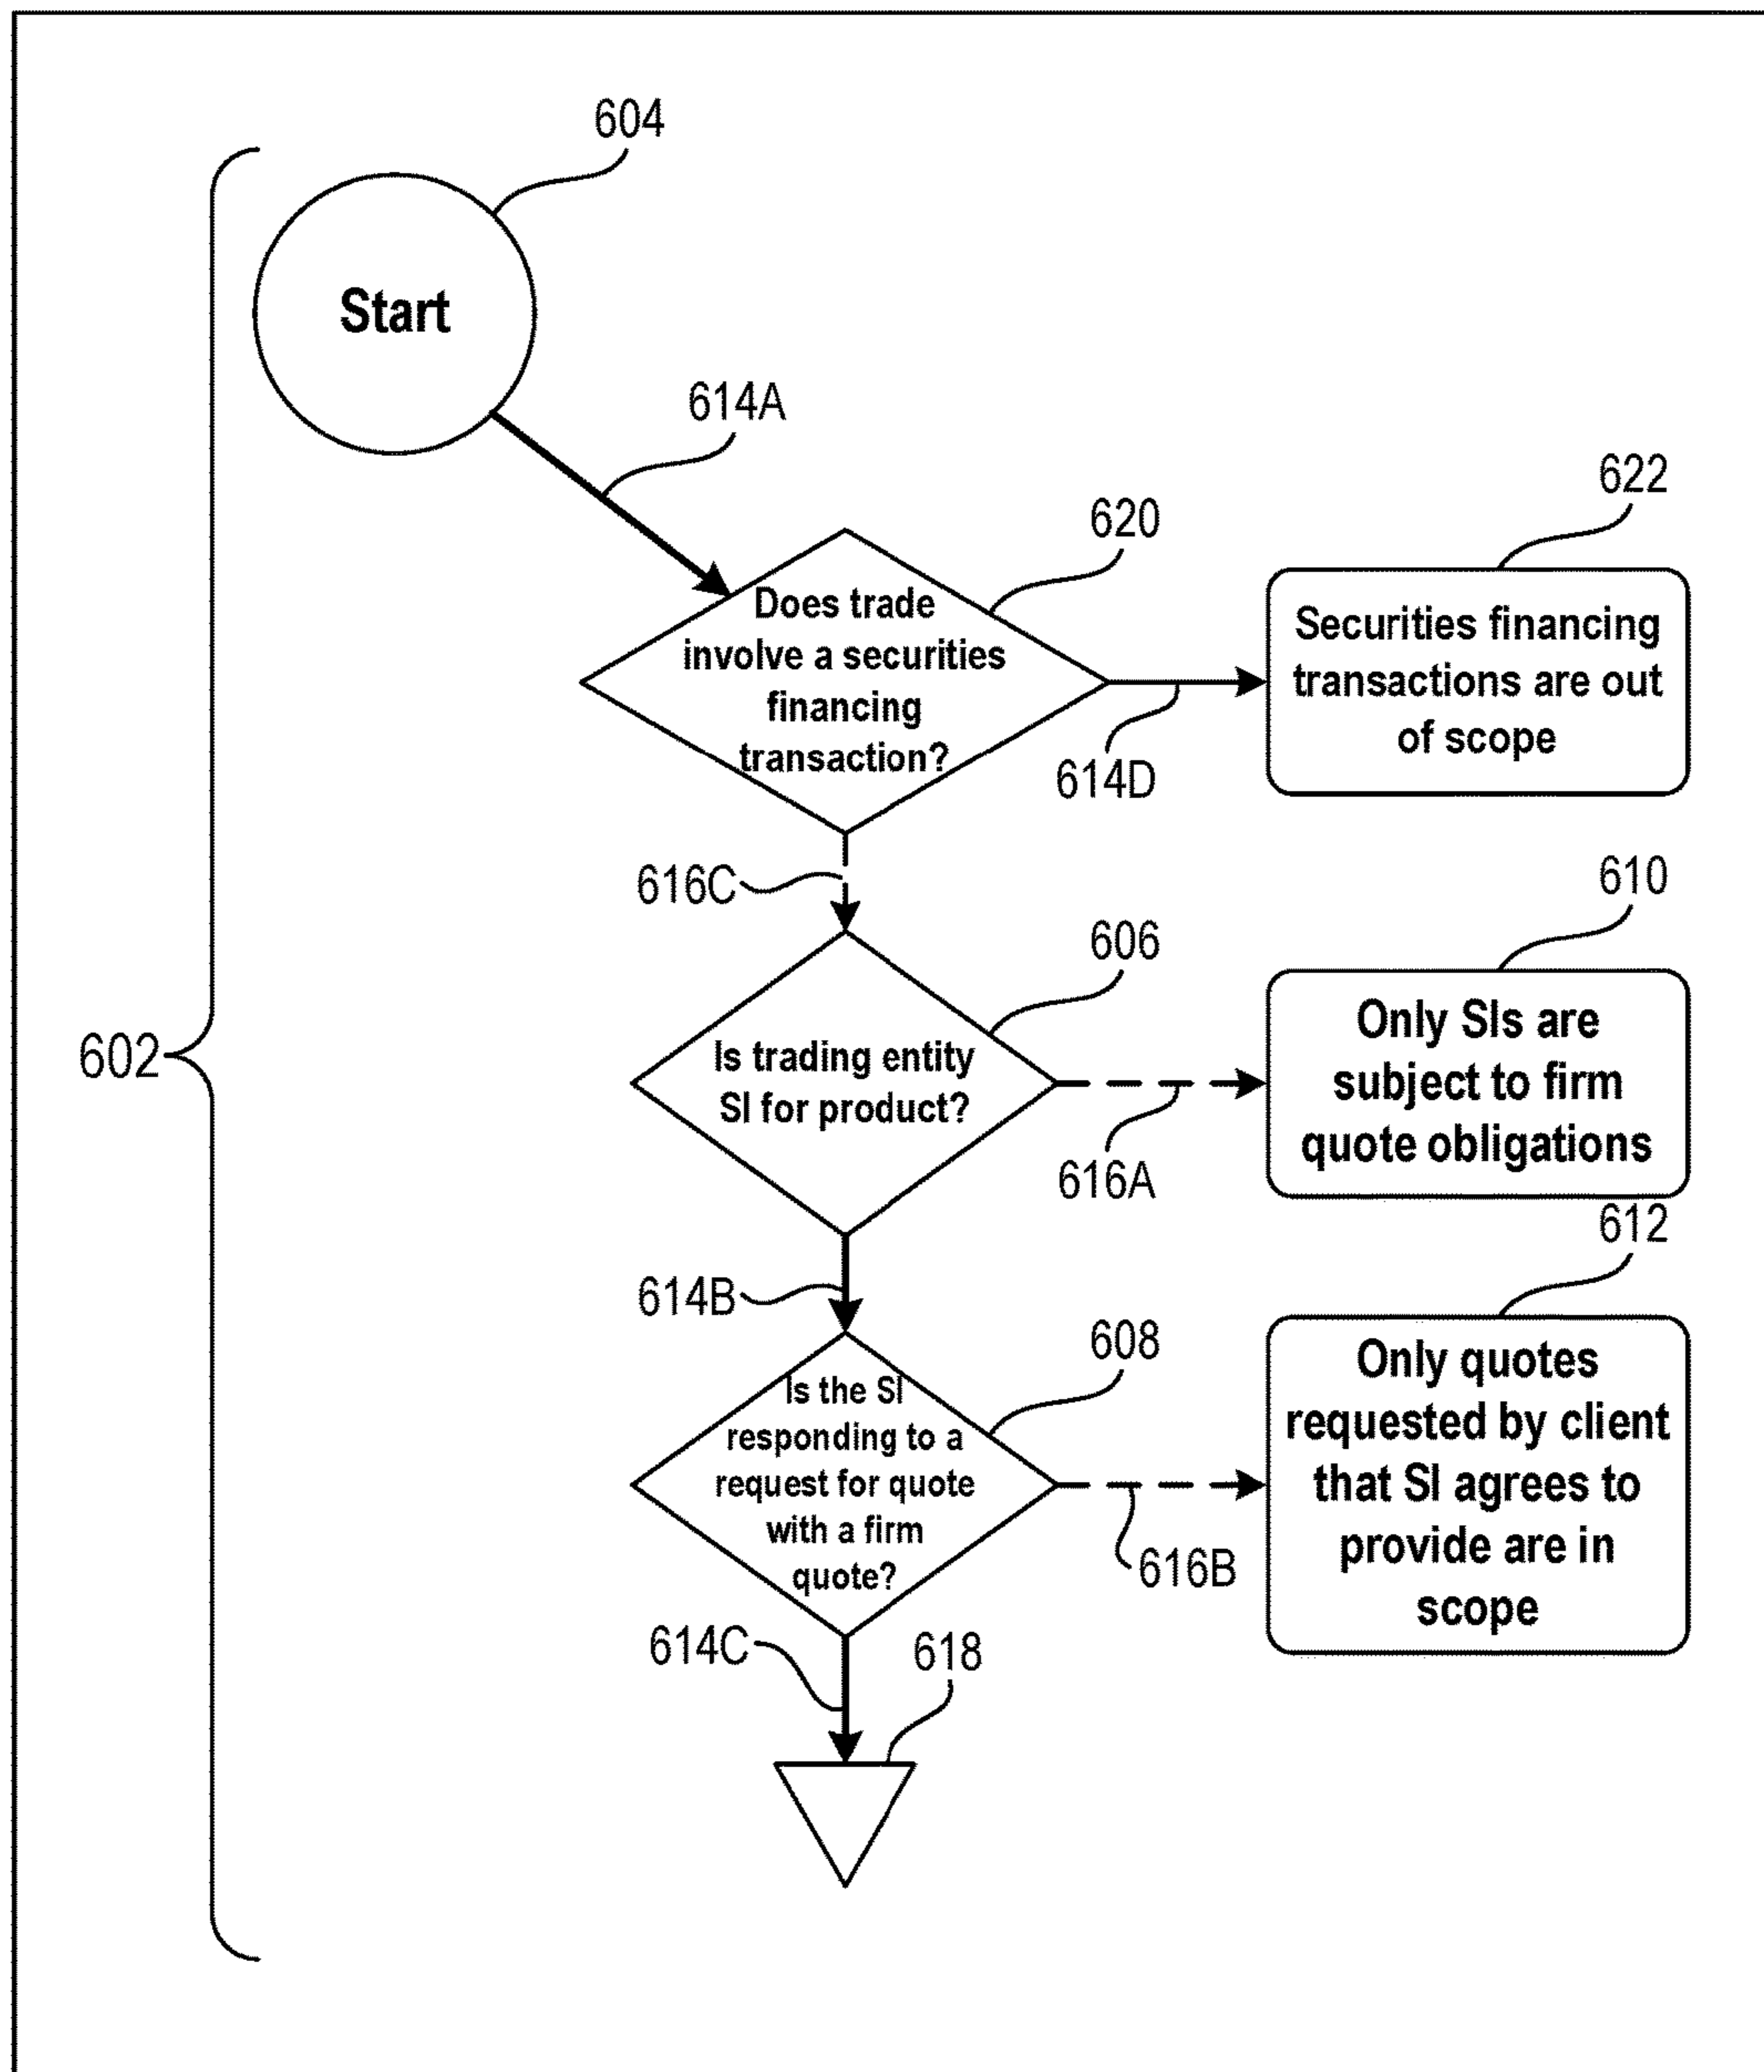 604
Start
614A
620
622
Does trade
involve a securities
financing
transaction?
Securities financing
transactions are out
of scope
614D
616C
606
610
602
Is trading entity
SI for product?
Only SIs are
subject to firm
quote obligations
616A
614B
608
612
Is the SI
responding to a
request for quote
with a firm
quote?
Only quotes
requested by client
that SI agrees to
provide are in
scope
616B
614C
618